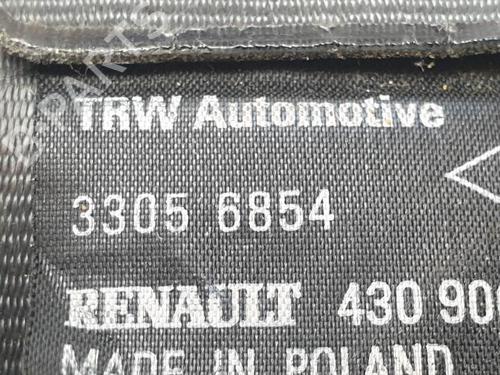 TRW Automotive
3305 6854
RENAULT 430 90
MADE IN POLAND